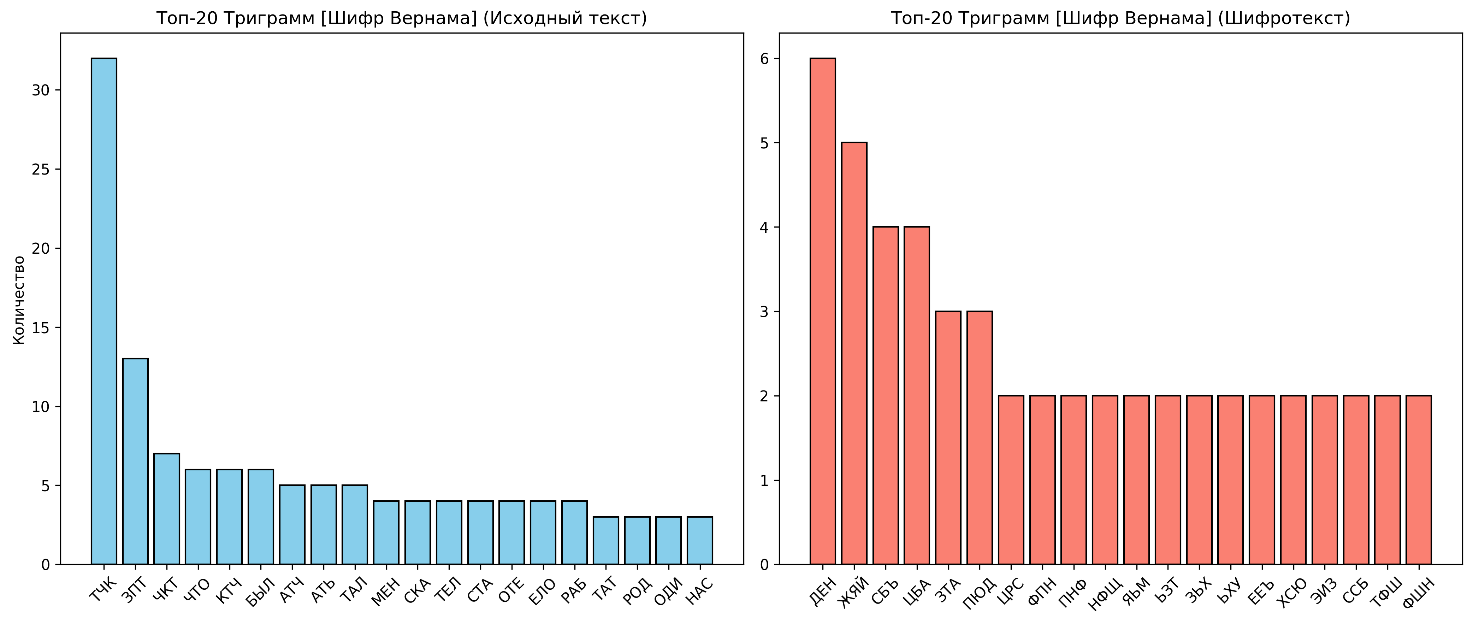 Топ-20 Триграмм [Шифр Вернама] (Исходный текст)
Количество
30
25
20
15
10
5
0
ТЧК ЗПТ ЧКТ ЧТО КТЧ БЫЛ АТЧ АТЬ ТАЛ МЕН СКА ТЕЛ СТА ОТЕ ЕЛО РАБ ТАТ РОД ОДИ НАС
Топ-20 Триграмм [Шифр Вернама] (Шифротекст)
6
5
4
3
2
1
0
ДЕН ЖЯЙ СБЪ ЦБА ЗТА ПЮД ЦРС ФПН ПНФ НФЩ ЯЬМ ЬЗТ ЗЬХ ЬХУ ЕЕЪ ХСЮ ЭИЗ ССБ ТФШ ФШН